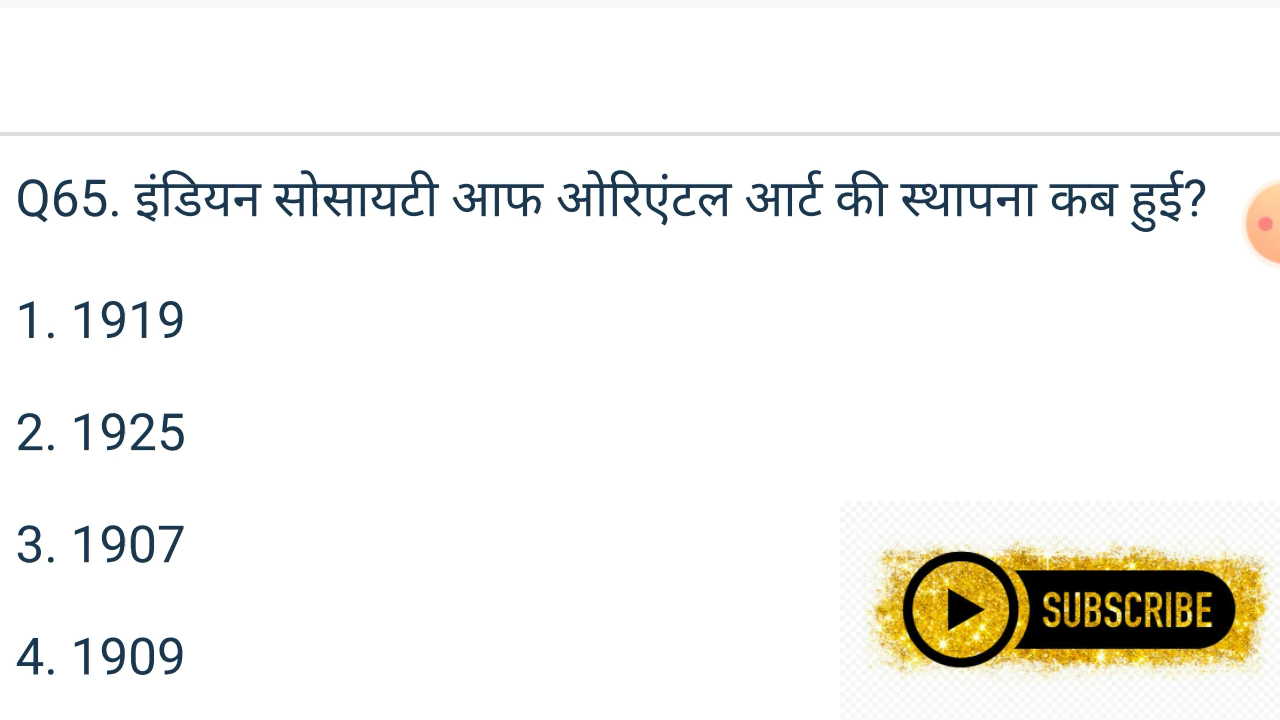 Q65. इंडियन सोसायटी आफ ओरिएंटल आर्ट की स्थापना कब हुई?
1. 1919
2. 1925
3. 1907
4. 1909
SUBSCRIBE